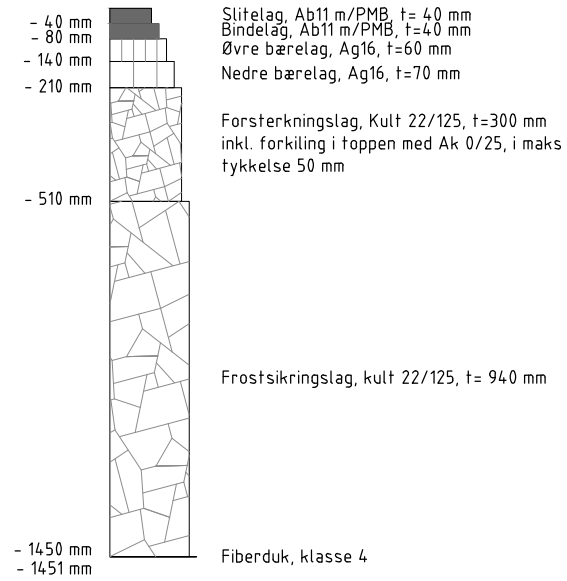 Slitelag, Ab11 m/PMB, t= 40 mm
- 40 mm
Bindelag, Ab11 m/PMB, t=40 mm
- 80 mm
Øvre bærelag, Ag16, t=60 mm
- 140 mm
Nedre bærelag, Ag16, t=70 mm
- 210 mm
Forsterkningslag, Kult 22/125, t=300 mm
inkl. forkiling i toppen med Ak 0/25, i maks
tykkelse 50 mm
- 510 mm
Frostsikringslag, kult 22/125, t= 940 mm
- 1450 mm
Fiberduk, klasse 4
- 1451 mm